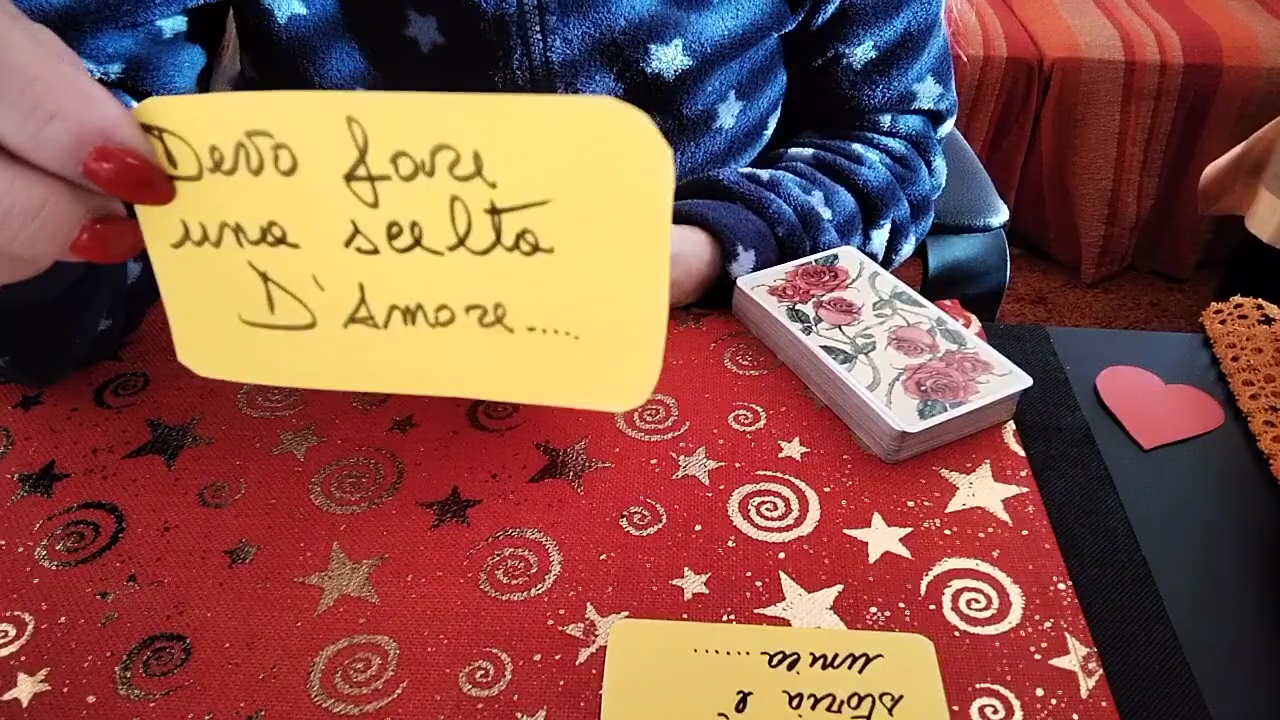 Devo fare
una scelta
D'Amore.....
storia è
unica......